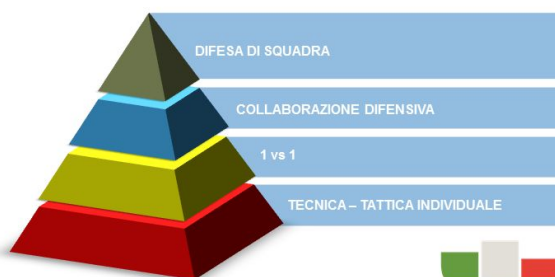 DIFESA DI SQUADRA
COLLABORAZIONE DIFENSIVA
1 vs 1
TECNICA – TATTICA INDIVIDUALE